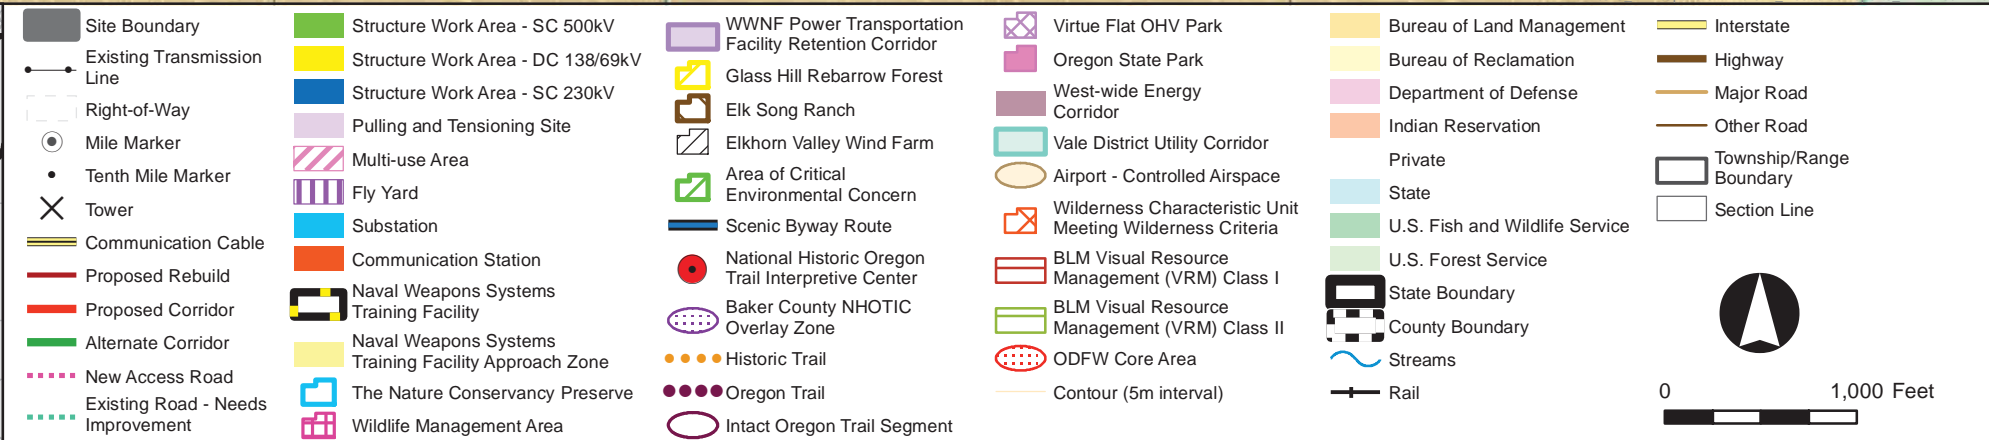 Site Boundary
Existing Transmission
Line
Right-of-Way
Mile Marker
Tenth Mile Marker
Tower
Communication Cable
Proposed Rebuild
Proposed Corridor
Alternate Corridor
New Access Road
Existing Road - Needs
Improvement
Structure Work Area - SC 500kV
Structure Work Area - DC 138/69kV
Structure Work Area - SC 230kV
Pulling and Tensioning Site
Multi-use Area
Fly Yard
Substation
Communication Station
Naval Weapons Systems
Training Facility
Naval Weapons Systems
Training Facility Approach Zone
The Nature Conservancy Preserve
Wildlife Management Area
WWNF Power Transportation
Facility Retention Corridor
Glass Hill Rebarrow Forest
Elk Song Ranch
Elkhorn Valley Wind Farm
Area of Critical
Environmental Concern
Scenic Byway Route
National Historic Oregon
Trail Interpretive Center
Baker County NHOTIC
Overlay Zone
Historic Trail
Oregon Trail
Intact Oregon Trail Segment
Virtue Flat OHV Park
Oregon State Park
West-wide Energy
Corridor
Vale District Utility Corridor
Airport - Controlled Airspace
Wilderness Characteristic Unit
Meeting Wilderness Criteria
BLM Visual Resource
Management (VRM) Class I
BLM Visual Resource
Management (VRM) Class II
ODFW Core Area
Contour (5m interval)
Bureau of Land Management
Bureau of Reclamation
Department of Defense
Indian Reservation
Private
State
U.S. Fish and Wildlife Service
U.S. Forest Service
State Boundary
County Boundary
Streams
Rail
Interstate
Highway
Major Road
Other Road
Township/Range
Boundary
Section Line
0 1,000 Feet